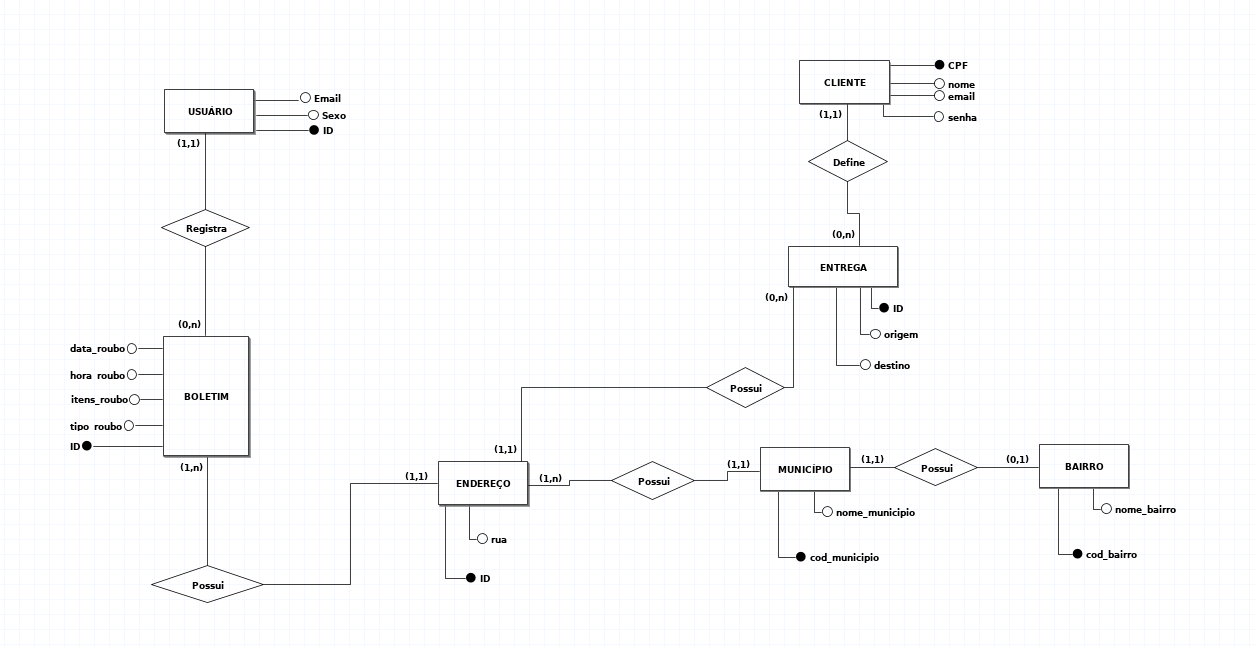 USUÁRIO
Email
Sexo
ID
(1,1)
Registra
(0,n)
BOLETIM
data_roubo
hora_roubo
itens_roubo
tipo_roubo
ID
(1,n)
Possui
(1,1)
ENDEREÇO
rua
ID
(1,1)
Possui
(0,n)
ENTREGA
ID
origem
destino
(0,n)
Define
(1,1)
CLIENTE
CPF
nome
email
senha
(1,n)
Possui
(1,1)
MUNICÍPIO
nome_municipio
cod_municipio
(1,1)
Possui
(0,1)
BAIRRO
nome_bairro
cod_bairro